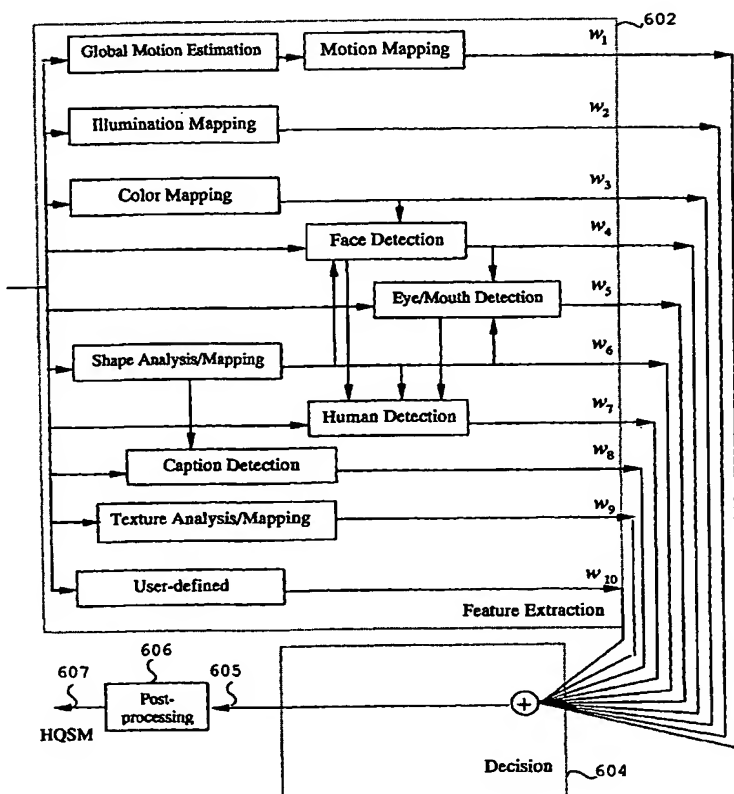 602
Global Motion Estimation
Motion Mapping
w1
Illumination Mapping
w2
Color Mapping
w3
Face Detection
w4
Eye/Mouth Detection
w5
Shape Analysis/Mapping
w6
Human Detection
w7
Caption Detection
w8
Texture Analysis/Mapping
w9
User-defined
w10
Feature Extraction
607
606
605
Post-
processing
+
HQSM
Decision
604